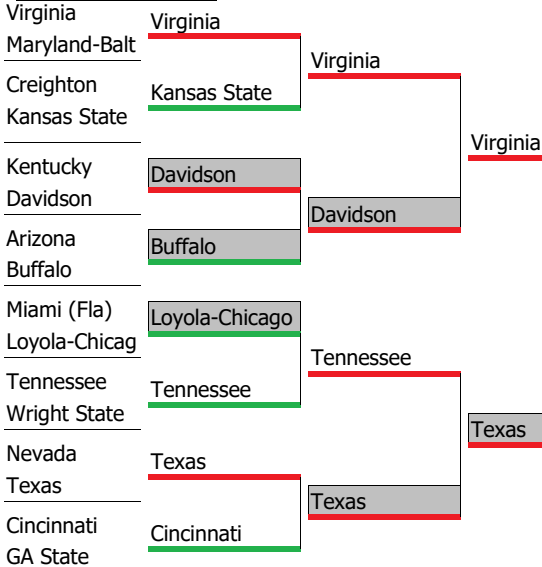 Virginia
Maryland-Balt
Creighton
Kansas State
Kentucky
Davidson
Arizona
Buffalo
Miami (Fla)
Loyola-Chicag
Tennessee
Wright State
Nevada
Texas
Cincinnati
GA State
Virginia
Kansas State
Davidson
Buffalo
Loyola-Chicago
Tennessee
Texas
Cincinnati
Virginia
Davidson
Tennessee
Texas
Virginia
Texas